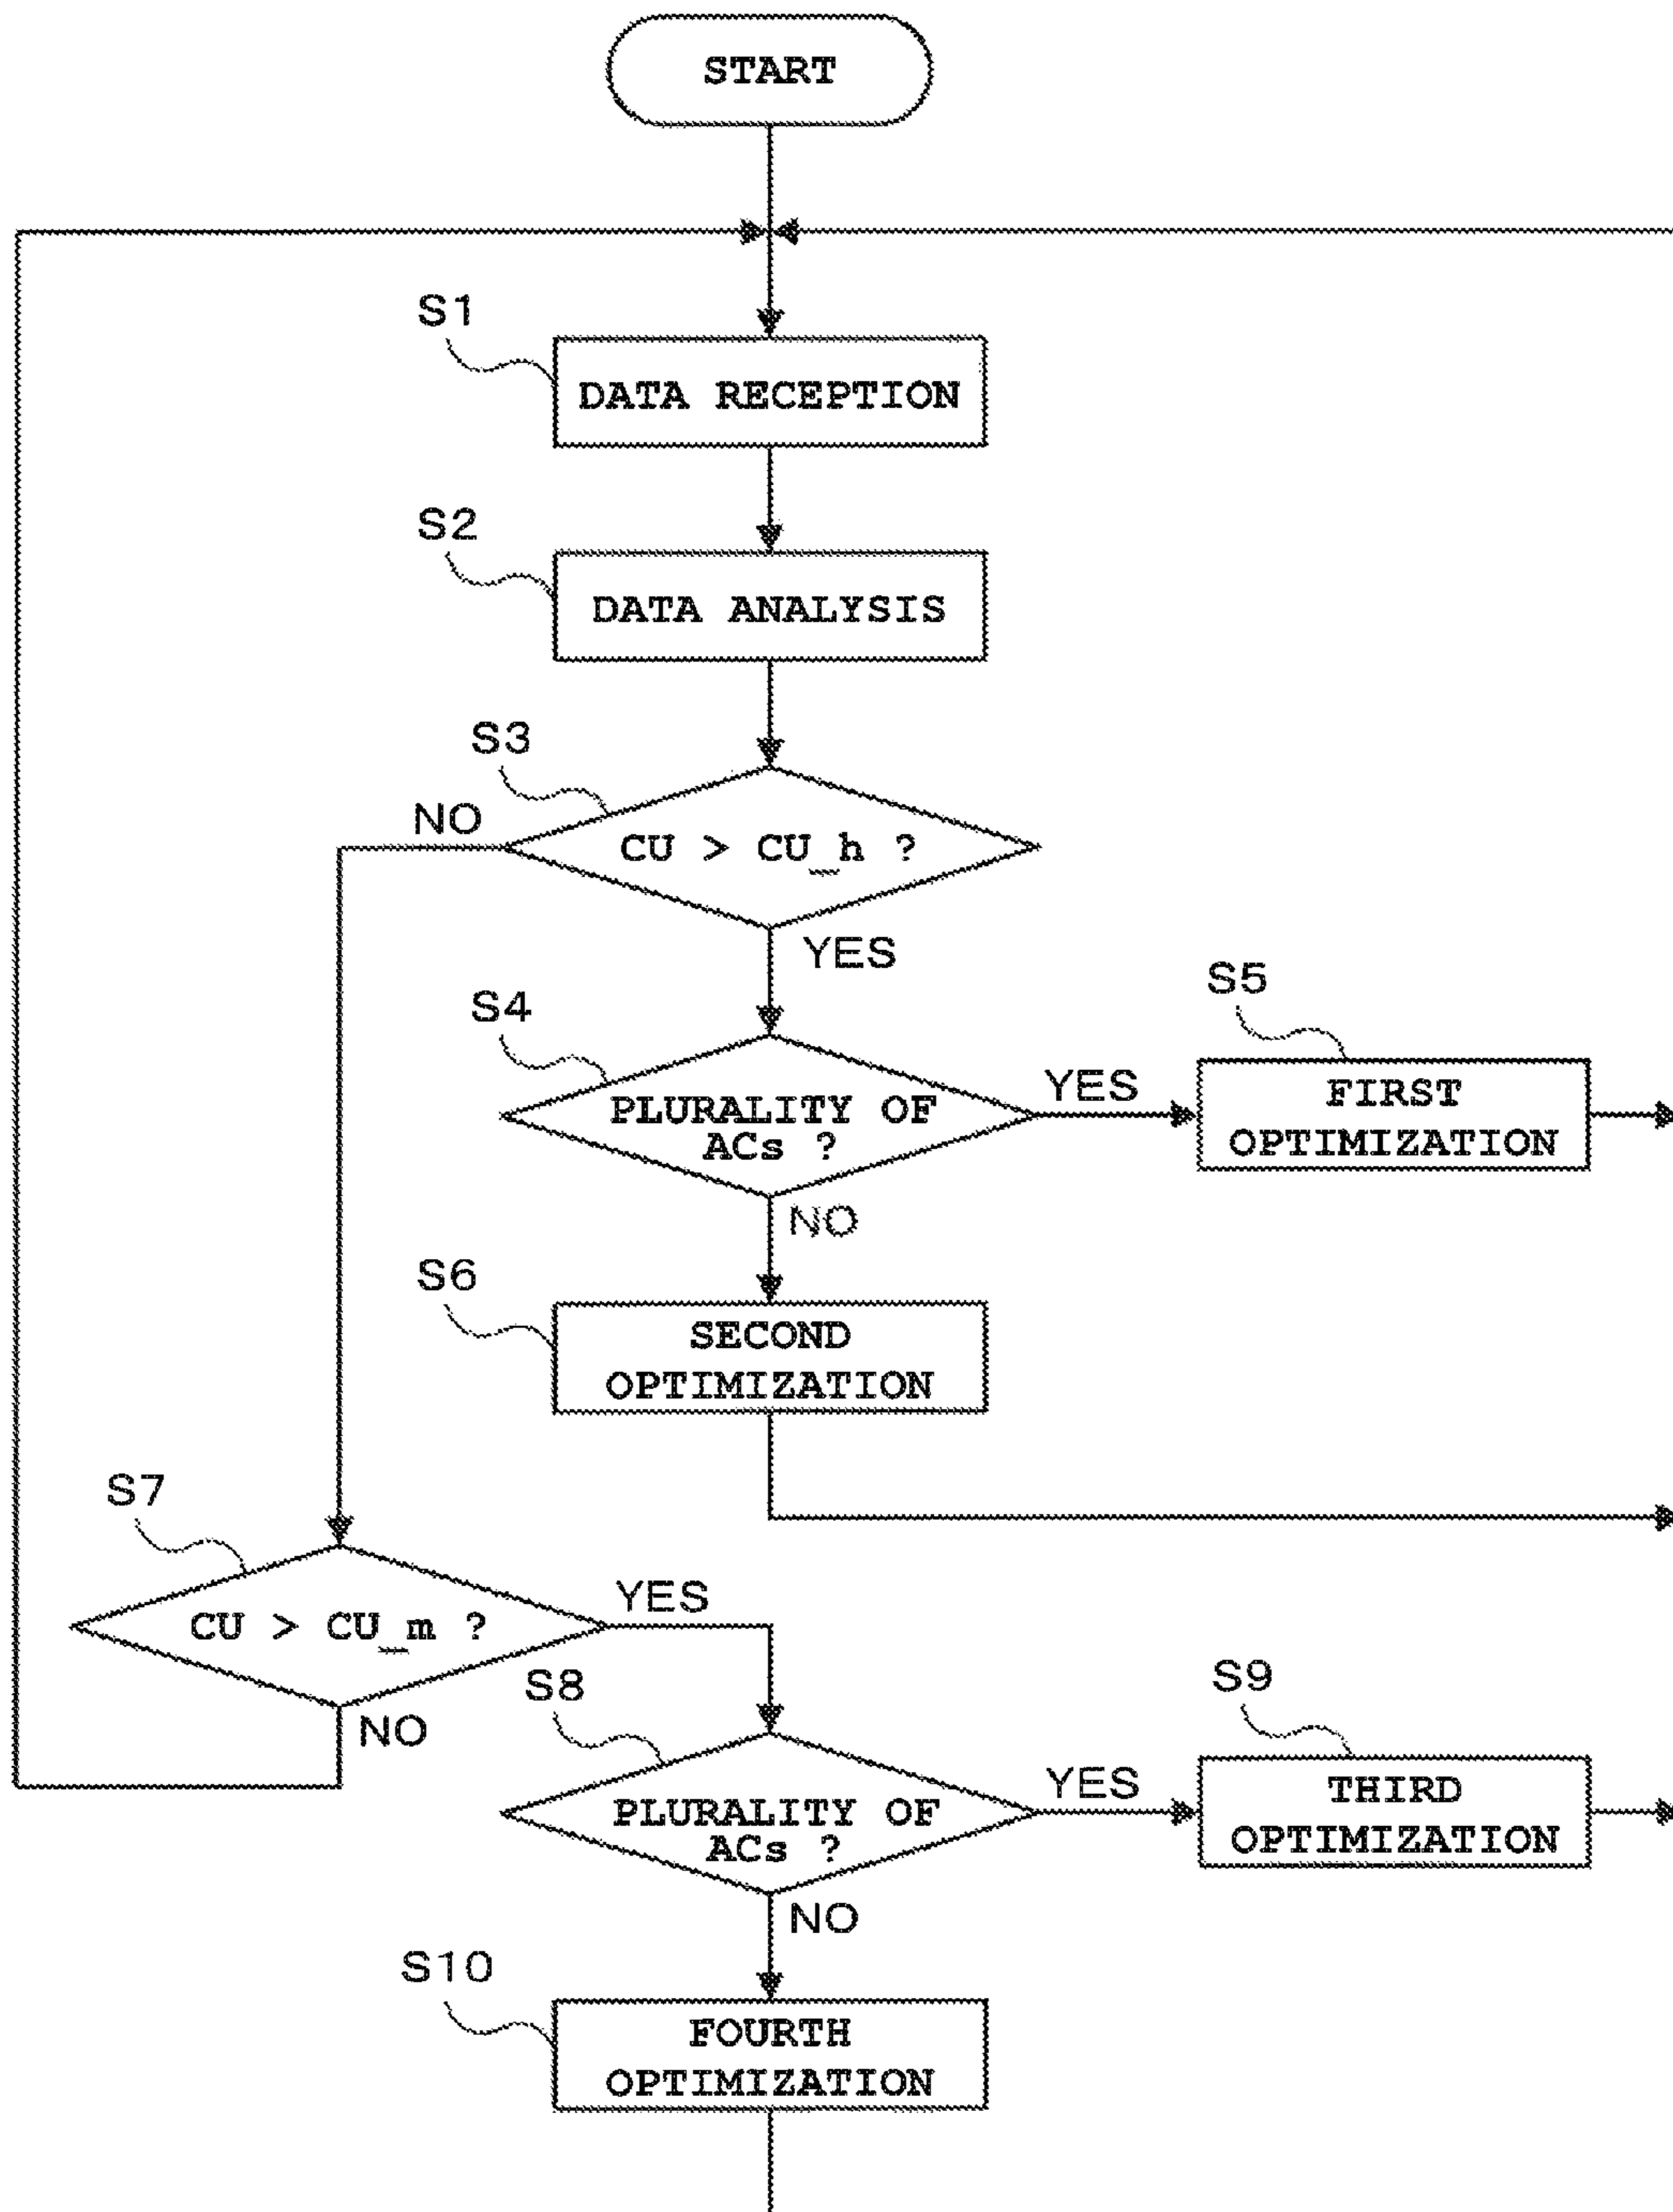 START
S1
DATA RECEPTION
S2
DATA ANALYSIS
S3
NO
CU > CU_h ?
YES
S4
PLURALITY OF
ACs ?
YES
S5
FIRST
OPTIMIZATION
NO
S6
SECOND
OPTIMIZATION
S7
CU > CU_m ?
YES
NO
S8
PLURALITY OF
ACs ?
YES
S9
THIRD
OPTIMIZATION
NO
S10
FOURTH
OPTIMIZATION